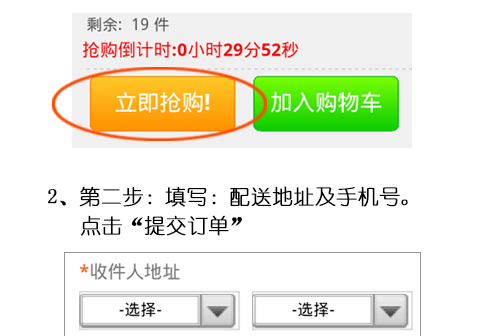 剩余: 19 件
抢购倒计时:0小时29分52秒
立即抢购! 加入购物车
2、第二步: 填写: 配送地址及手机号。
点击“提交订单”
*收件人地址
-选择- -选择-